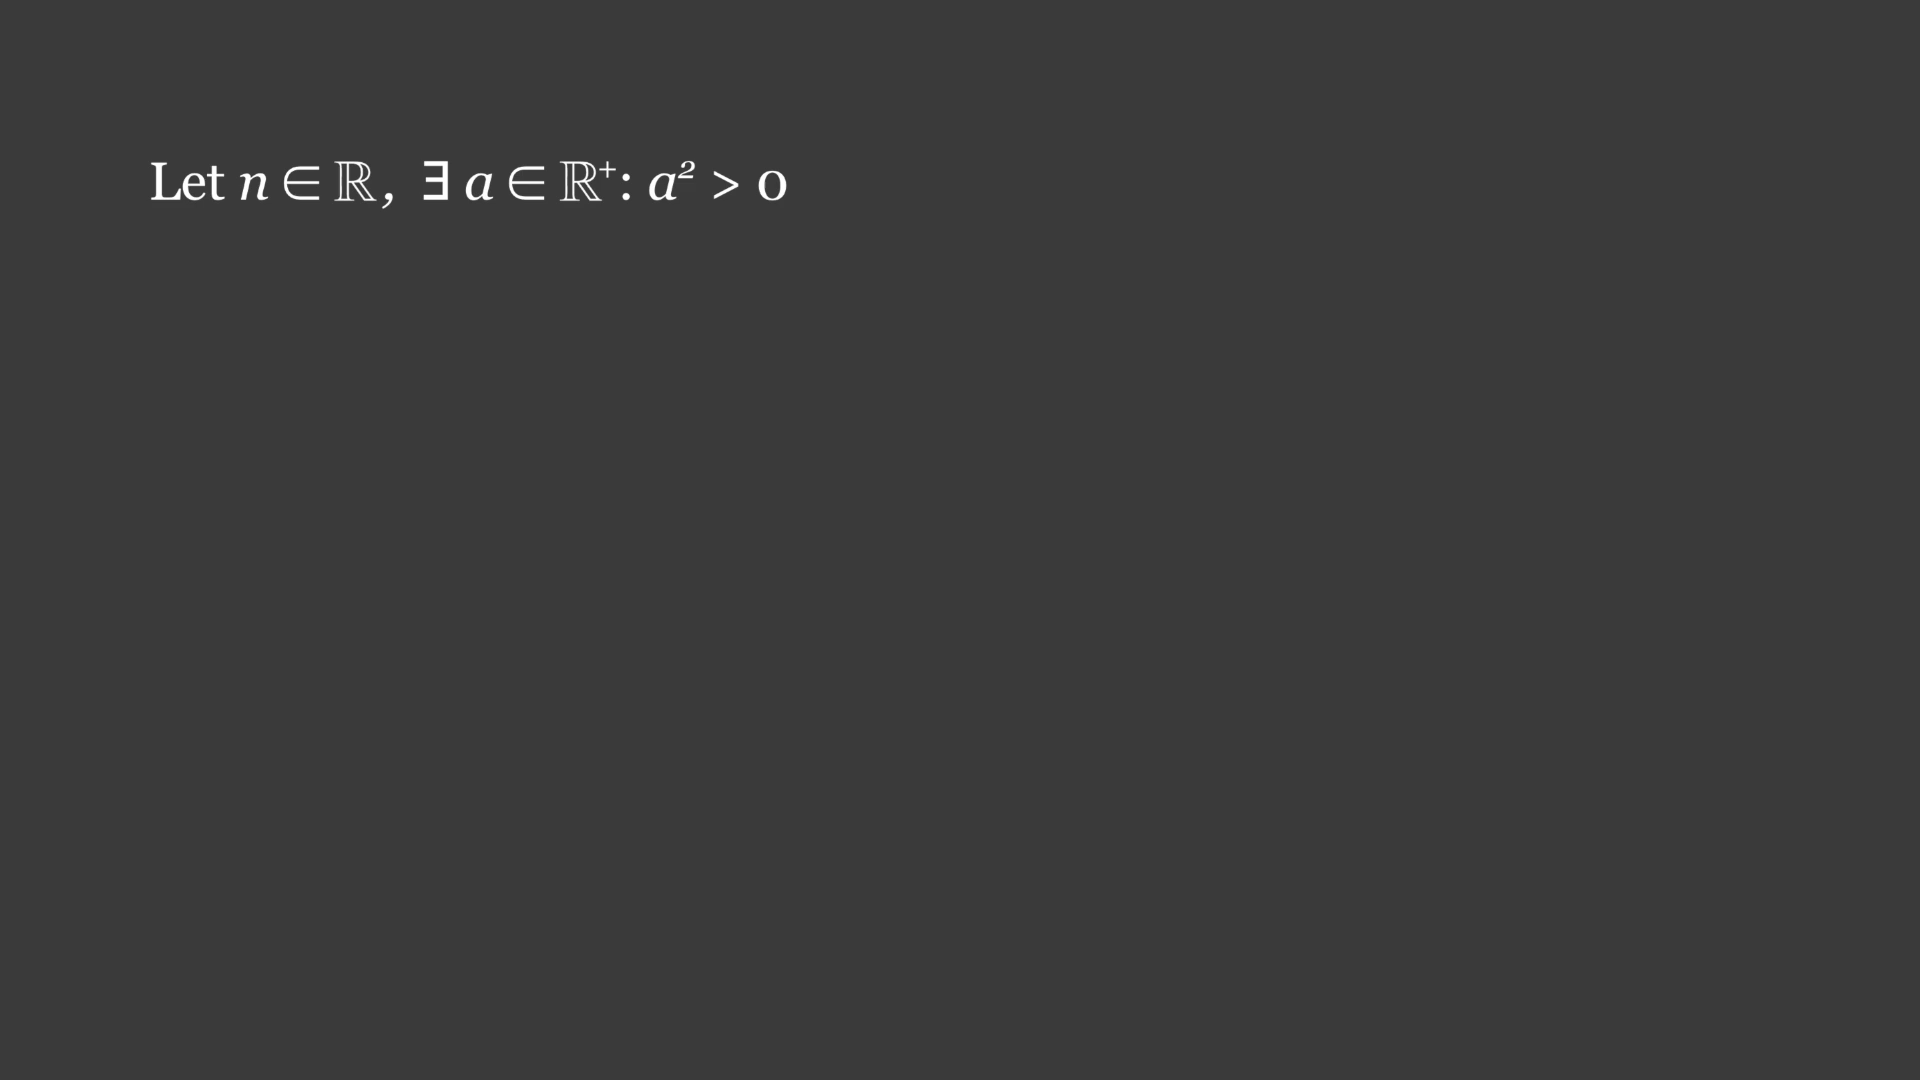 Let n ∈ ℝ, ∃ a ∈ ℝ⁺: a² > 0